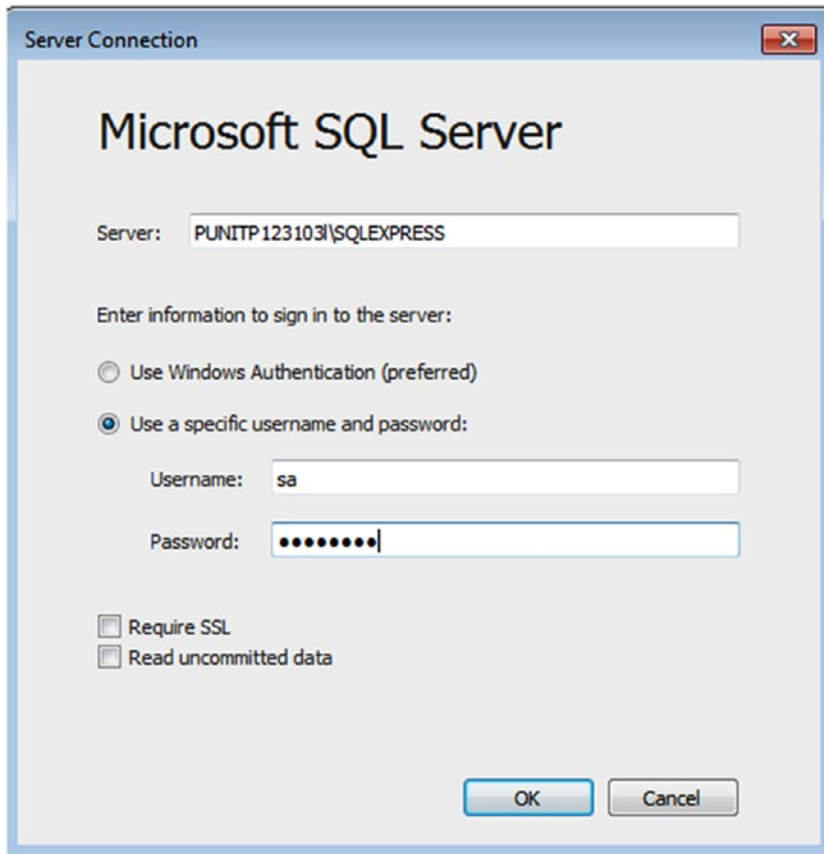 Server Connection
Microsoft SQL Server
Server: PUNITP123103l\SQLEXPRESS
Enter information to sign in to the server:
Use Windows Authentication (preferred)
Use a specific username and password:
Username: sa
Password: ●●●●●●●●
Require SSL
Read uncommitted data
OK Cancel